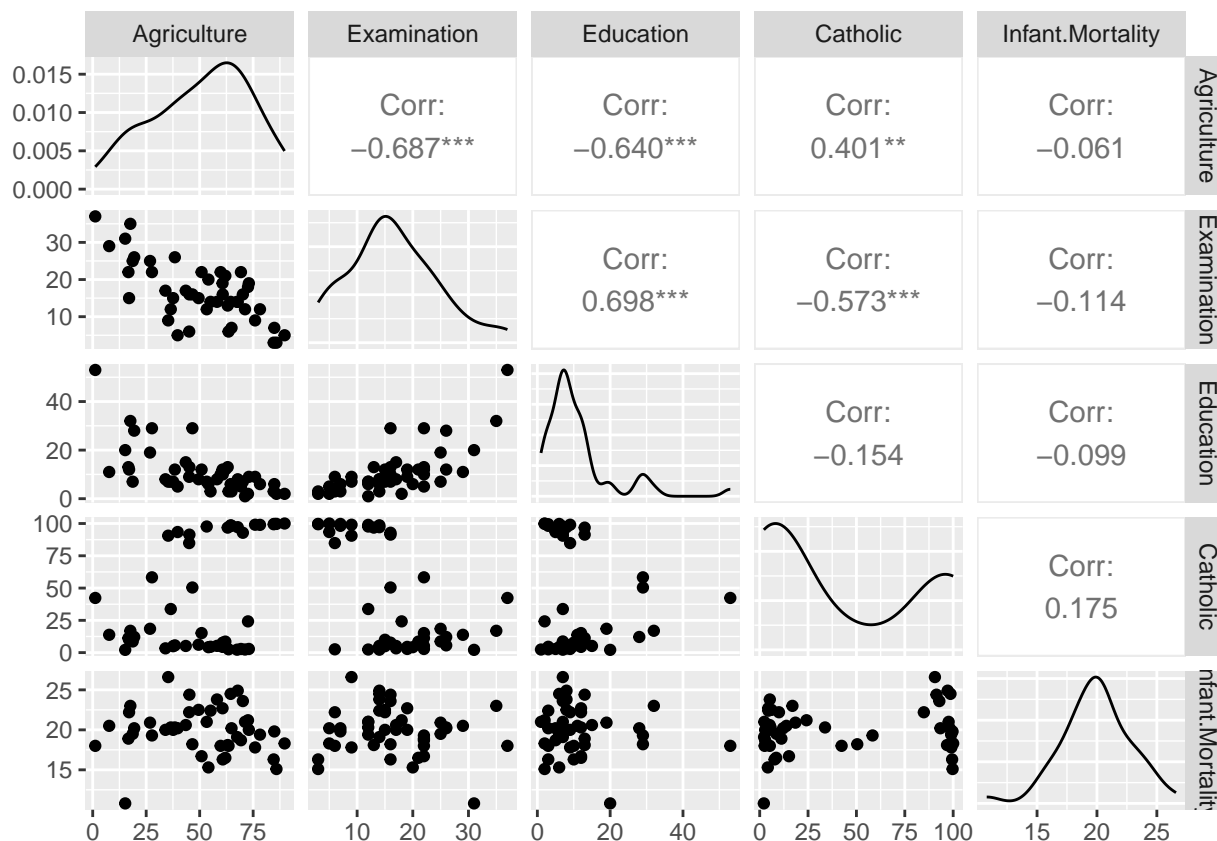 Agriculture Examination Education Catholic Infant.Mortality
0.015
0.010
0.005
0.000
Corr:
−0.687***
Corr:
−0.640***
Corr:
0.401**
Corr:
−0.061
Agriculture
30
20
10
Corr:
0.698***
Corr:
−0.573***
Corr:
−0.114
Examination
40
20
0
Corr:
−0.154
Corr:
−0.099
Education
100
75
50
25
0
Corr:
0.175
Catholic
25
20
15
nfant.Mortalit
0 25 50 75 10 20 30 0 20 40 0 25 50 75 100 15 20 25